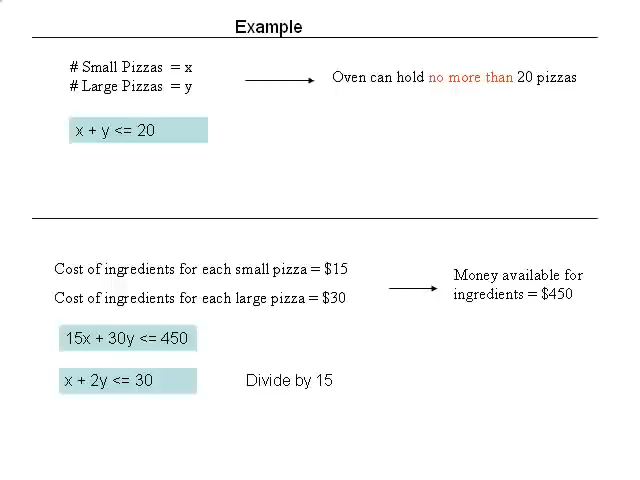 Example
# Small Pizzas = x
# Large Pizzas = y
Oven can hold no more than 20 pizzas
x + y <= 20
Cost of ingredients for each small pizza = $15
Cost of ingredients for each large pizza = $30
Money available for
ingredients = $450
15x + 30y <= 450
x + 2y <= 30
Divide by 15